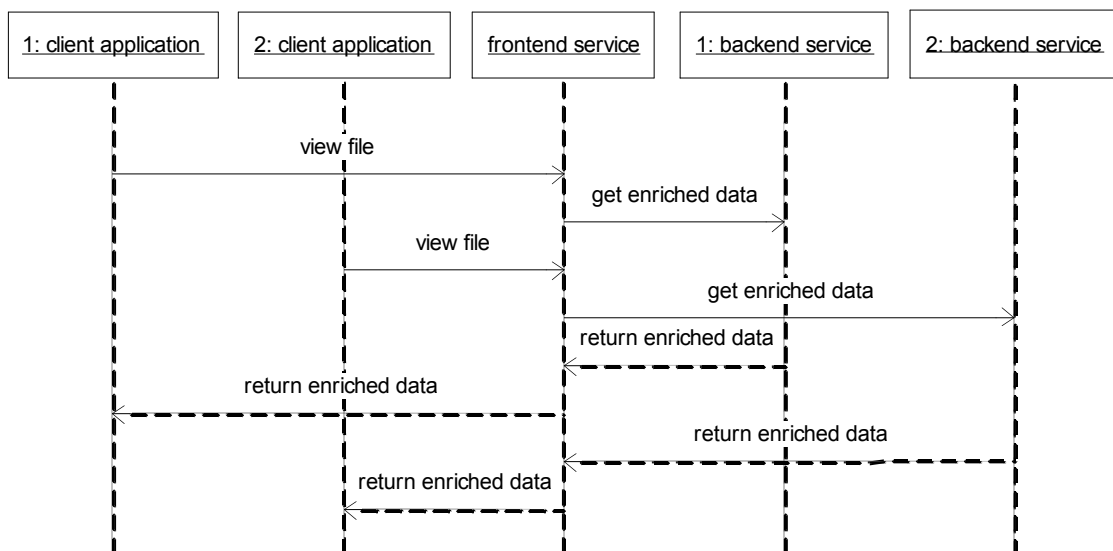 1: client application
2: client application
frontend service
1: backend service
2: backend service
view file
get enriched data
view file
get enriched data
return enriched data
return enriched data
return enriched data
return enriched data